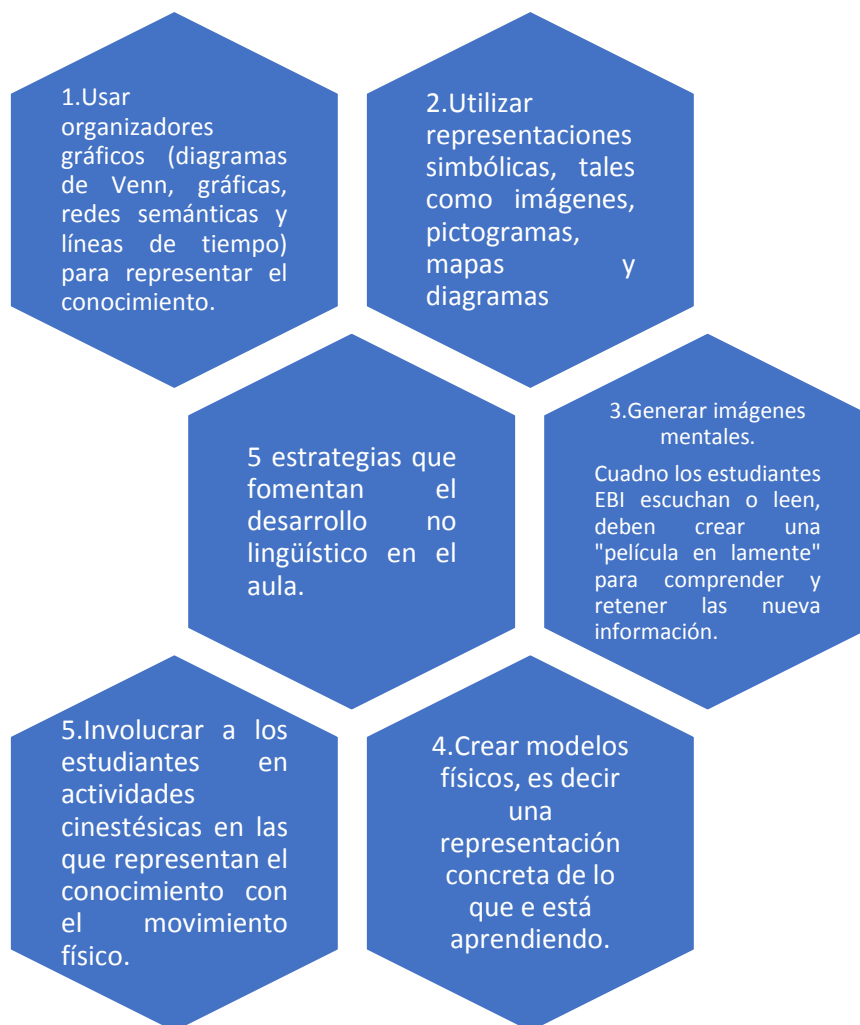 1.Usar
organizadores
gráficos (diagramas
de Venn, gráficas,
redes semánticas y
líneas de tiempo)
para representar el
conocimiento.
2.Utilizar
representaciones
simbólicas, tales
como imágenes,
pictogramas,
mapas y
diagramas
5 estrategias que
fomentan el
desarrollo no
lingüístico en el
aula.
3.Generar imágenes
mentales.
Cuadno los estudiantes
EBI escuchan o leen,
deben crear una
"película en lamente"
para comprender y
retener las nueva
información.
5.Involucrar a los
estudiantes en
actividades
cinestésicas en las
que representan el
conocimiento con
el movimiento
físico.
4.Crear modelos
físicos, es decir
una
representación
concreta de lo
que e está
aprendiendo.